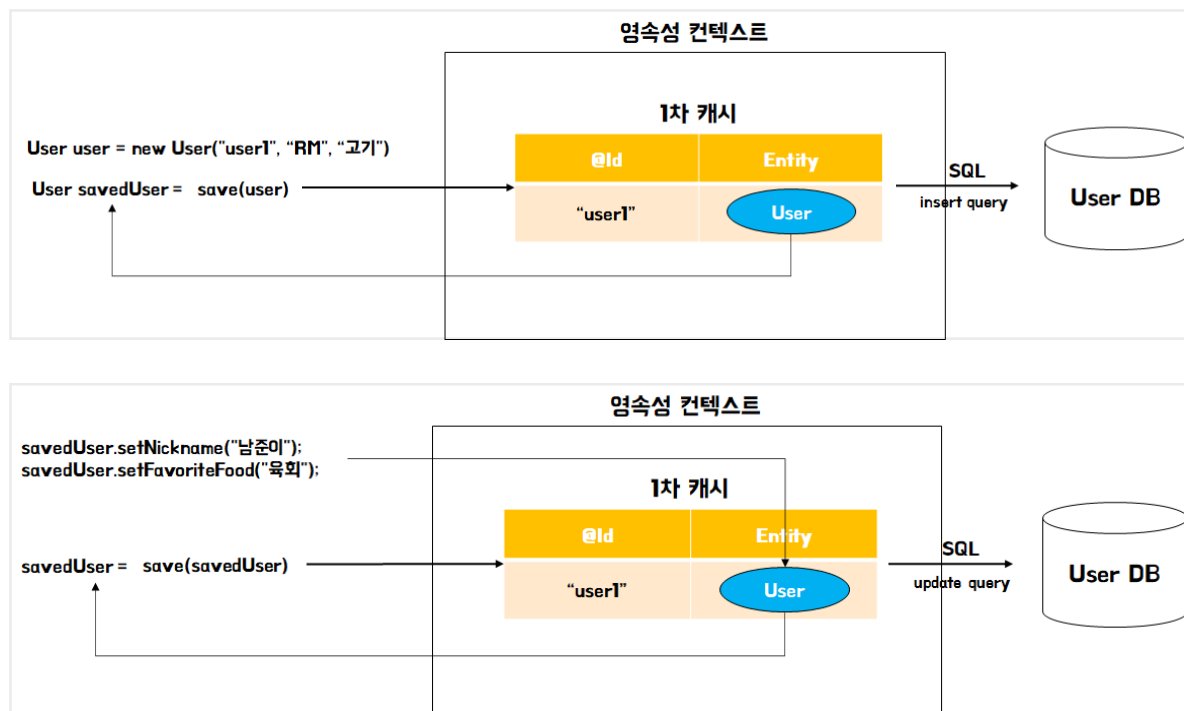 영속성 컨텍스트
1차 캐시
User user = new User("user1", “RM”, “고기”)
@Id Entity
User savedUser = save(user)
“user1” User
SQL
insert query
User DB
영속성 컨텍스트
savedUser.setNickname("남준이");
savedUser.setFavoriteFood("육회");
1차 캐시
@Id Entity
savedUser = save(savedUser)
“user1” User
SQL
update query
User DB